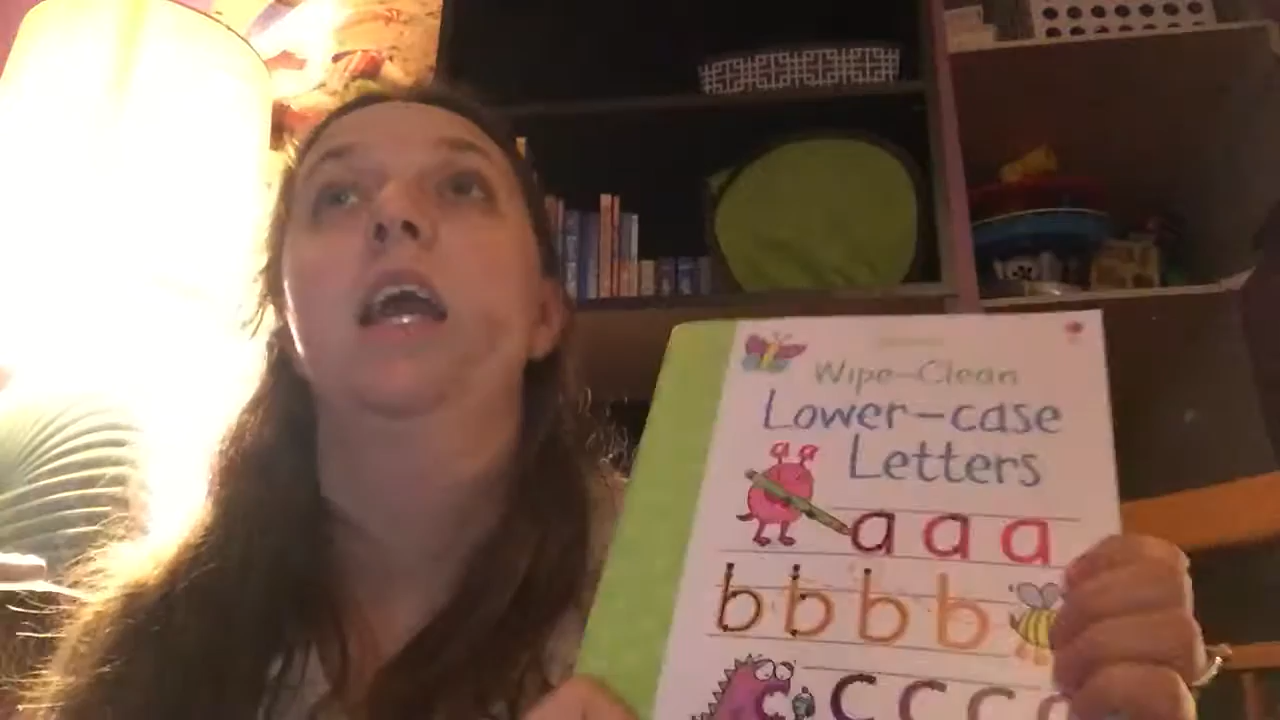 Wipe-Clean
Lower-case
Letters
a a a
b b b b
c c c c